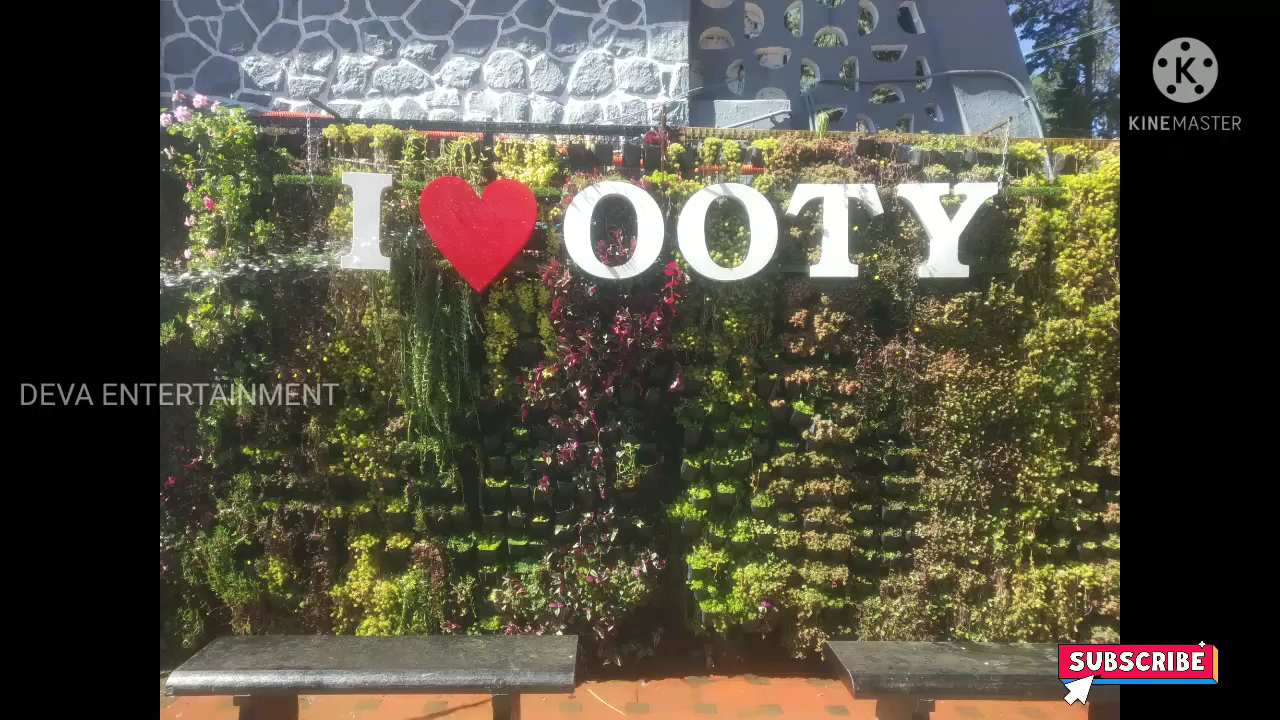 K
KINEMASTER
I ❤ OOTY
DEVA ENTERTAINMENT
SUBSCRIBE